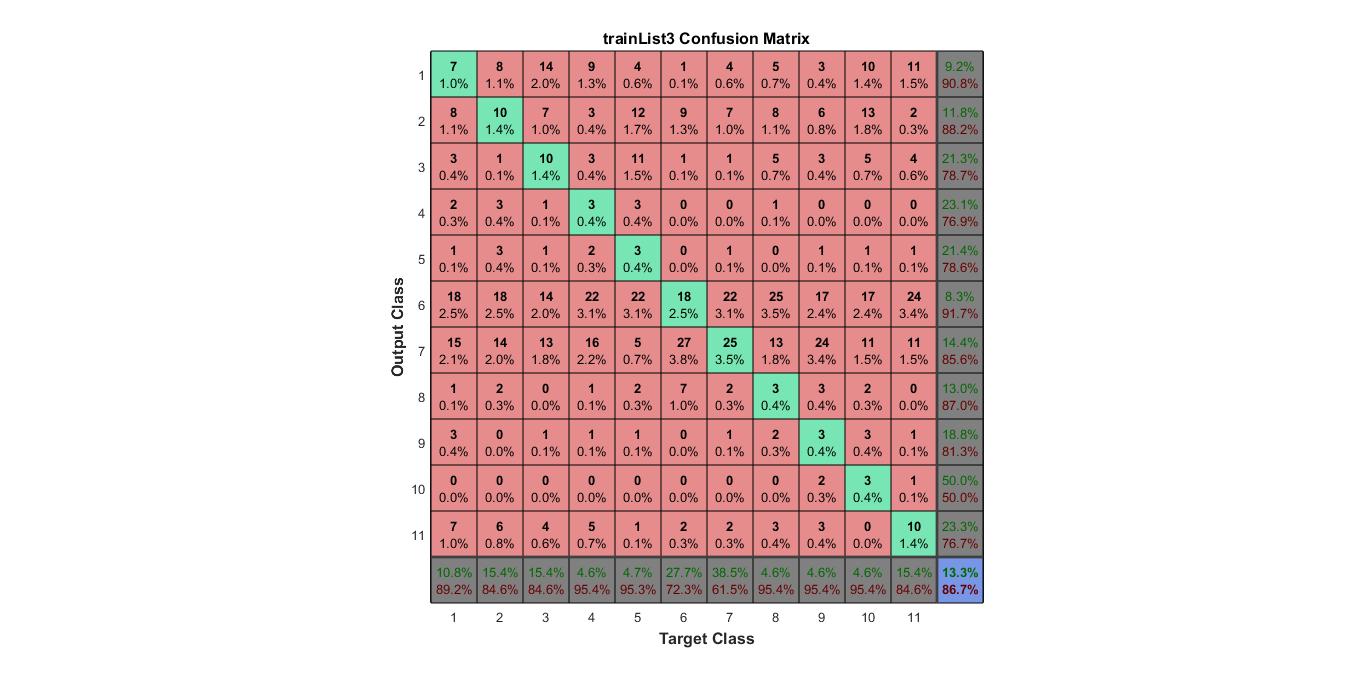 trainList3 Confusion Matrix
7 8 14 9 4 1 4 5 3 10 11 9.2%
1
1.0% 1.1% 2.0% 1.3% 0.6% 0.1% 0.6% 0.7% 0.4% 1.4% 1.5% 90.8%
8 10 7 3 12 9 7 8 6 13 2 11.8%
2
1.1% 1.4% 1.0% 0.4% 1.7% 1.3% 1.0% 1.1% 0.8% 1.8% 0.3% 88.2%
3 1 10 3 11 1 1 5 3 5 4 21.3%
3
0.4% 0.1% 1.4% 0.4% 1.5% 0.1% 0.1% 0.7% 0.4% 0.7% 0.6% 78.7%
2 3 1 3 3 0 0 1 0 0 0 23.1%
4
0.3% 0.4% 0.1% 0.4% 0.4% 0.0% 0.0% 0.1% 0.0% 0.0% 0.0% 76.9%
1 3 1 2 3 0 1 0 1 1 1 21.4%
5
0.1% 0.4% 0.1% 0.3% 0.4% 0.0% 0.1% 0.0% 0.1% 0.1% 0.1% 78.6%
18 18 14 22 22 18 22 25 17 17 24 8.3%
6
2.5% 2.5% 2.0% 3.1% 3.1% 2.5% 3.1% 3.5% 2.4% 2.4% 3.4% 91.7%
Output Class
15 14 13 16 5 27 25 13 24 11 11 14.4%
7
2.1% 2.0% 1.8% 2.2% 0.7% 3.8% 3.5% 1.8% 3.4% 1.5% 1.5% 85.6%
1 2 0 1 2 7 2 3 3 2 0 13.0%
8
0.1% 0.3% 0.0% 0.1% 0.3% 1.0% 0.3% 0.4% 0.4% 0.3% 0.0% 87.0%
3 0 1 1 1 0 1 2 3 3 1 18.8%
9
0.4% 0.0% 0.1% 0.1% 0.1% 0.0% 0.1% 0.3% 0.4% 0.4% 0.1% 81.3%
0 0 0 0 0 0 0 0 2 3 1 50.0%
10
0.0% 0.0% 0.0% 0.0% 0.0% 0.0% 0.0% 0.0% 0.3% 0.4% 0.1% 50.0%
7 6 4 5 1 2 2 3 3 0 10 23.3%
11
1.0% 0.8% 0.6% 0.7% 0.1% 0.3% 0.3% 0.4% 0.4% 0.0% 1.4% 76.7%
10.8% 15.4% 15.4% 4.6% 4.7% 27.7% 38.5% 4.6% 4.6% 4.6% 15.4% 13.3%
89.2% 84.6% 84.6% 95.4% 95.3% 72.3% 61.5% 95.4% 95.4% 95.4% 84.6% 86.7%
1 2 3 4 5 6 7 8 9 10 11
Target Class